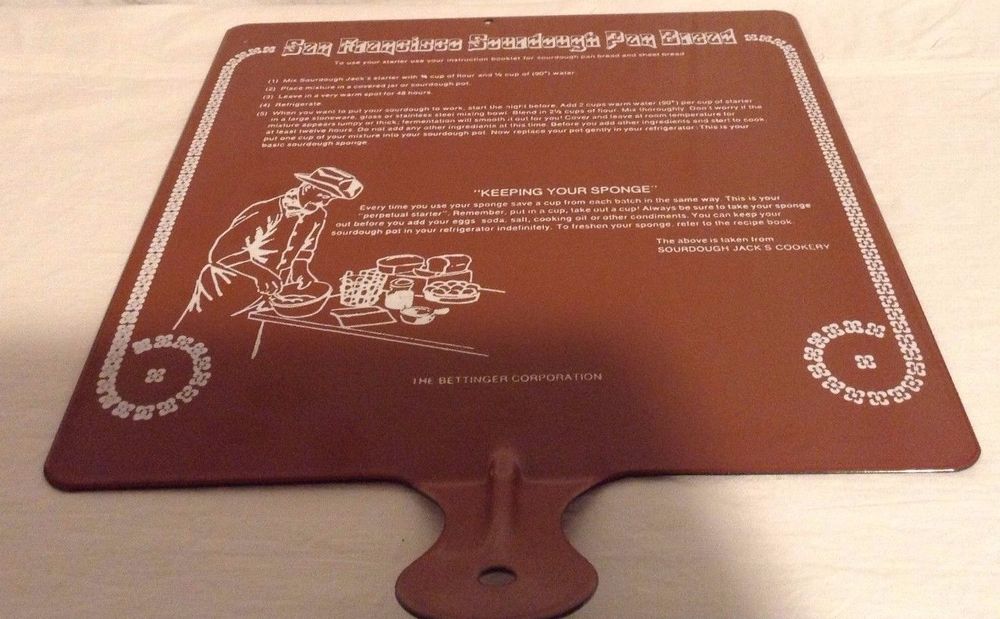 San Francisco Sourdough Pan Bread
To use your starter use your instruction booklet for sourdough pan bread and sheet bread
(1) Mix Sourdough Jack's starter with ¾ cup of flour and ½ cup of (90°) water
(2) Place mixture in a covered jar or sourdough pot.
(3) Leave in a very warm spot for 48 hours.
(4) Refrigerate.
(5) When you want to put your sourdough to work, start the night before. Add 2 cups warm water (90°) per cup of starter
in a large stoneware, glass or stainless steel mixing bowl. Blend in 2½ cups of flour. Mix thoroughly. Don't worry if the
mixture appears lumpy or thick; fermentation will smooth it out for you! Cover and leave at room temperature for
at least twelve hours. Do not add any other ingredients at this time. Before you add other ingredients and start to cook,
put one cup of your mixture into your sourdough pot. Now replace your pot gently in your refrigerator. This is your
basic sourdough sponge.
"KEEPING YOUR SPONGE"
Every time you use your sponge save a cup from each batch in the same way. This is your
"perpetual starter". Remember, put in a cup, take out a cup! Always be sure to take your sponge
out before you add your eggs, soda, salt, cooking oil or other condiments. You can keep your
sourdough pot in your refrigerator indefinitely. To freshen your sponge, refer to the recipe book.
The above is taken from
SOURDOUGH JACK'S COOKERY
THE BETTINGER CORPORATION